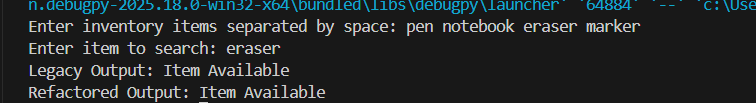 n.debugpy-2025.18.0-win32-x64\bundled\libs\debugpy\launcher' '64884' '--' 'c:\Use
Enter inventory items separated by space: pen notebook eraser marker
Enter item to search: eraser
Legacy Output: Item Available
Refactored Output: Item Available